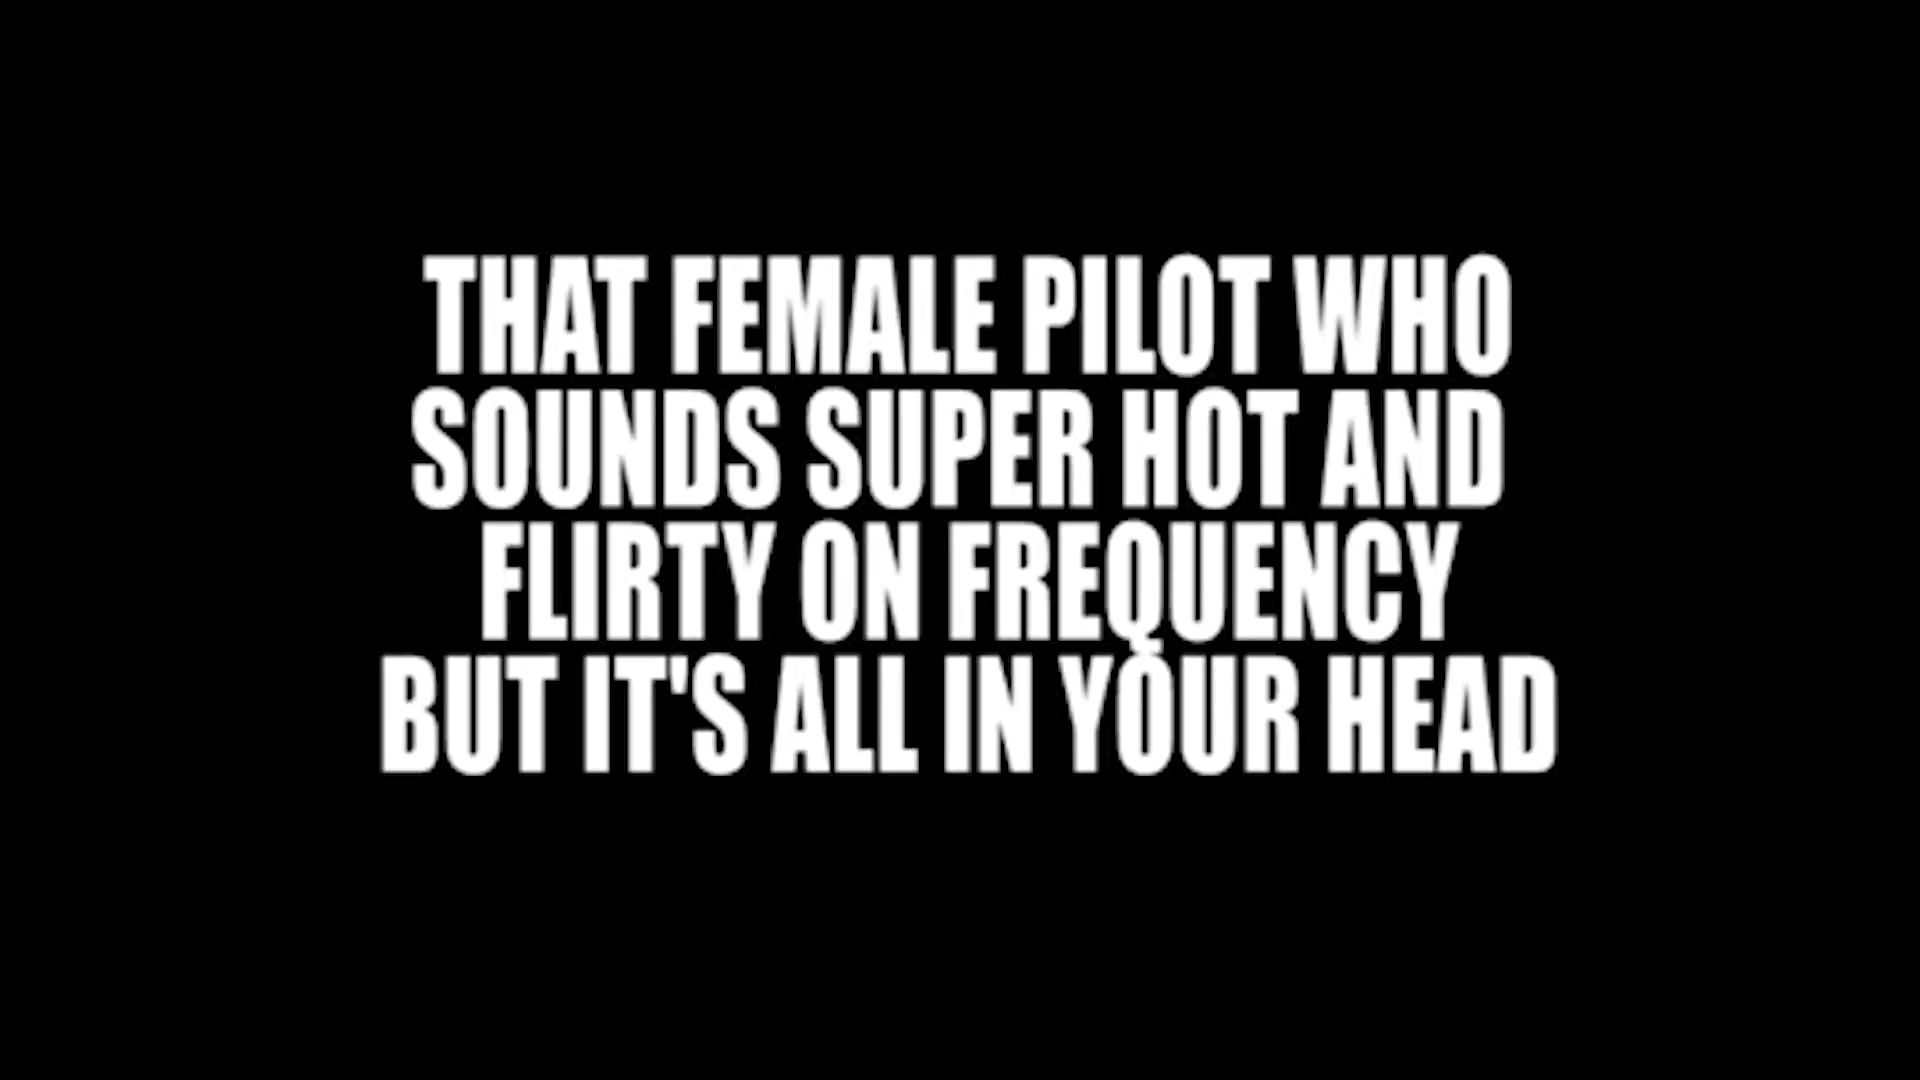 THAT FEMALE PILOT WHO
SOUNDS SUPER HOT AND
FLIRTY ON FREQUENCY
BUT IT'S ALL IN YOUR HEAD